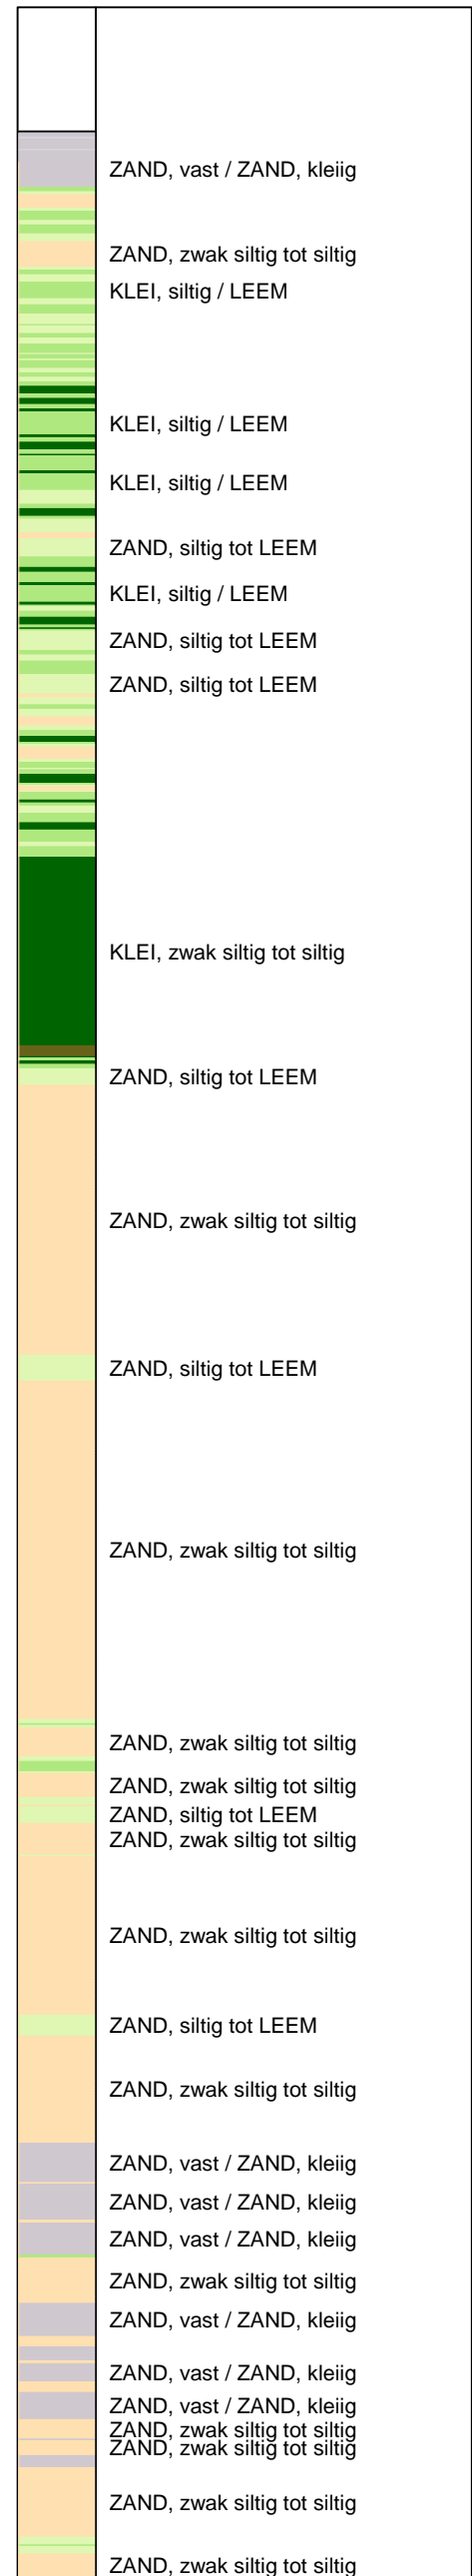 ZAND, vast / ZAND, kleiig
ZAND, zwak siltig tot siltig
KLEI, siltig / LEEM
KLEI, siltig / LEEM
KLEI, siltig / LEEM
ZAND, siltig tot LEEM
KLEI, siltig / LEEM
ZAND, siltig tot LEEM
ZAND, siltig tot LEEM
KLEI, zwak siltig tot siltig
ZAND, siltig tot LEEM
ZAND, zwak siltig tot siltig
ZAND, siltig tot LEEM
ZAND, zwak siltig tot siltig
ZAND, zwak siltig tot siltig
ZAND, zwak siltig tot siltig
ZAND, siltig tot LEEM
ZAND, zwak siltig tot siltig
ZAND, zwak siltig tot siltig
ZAND, siltig tot LEEM
ZAND, zwak siltig tot siltig
ZAND, vast / ZAND, kleiig
ZAND, vast / ZAND, kleiig
ZAND, vast / ZAND, kleiig
ZAND, zwak siltig tot siltig
ZAND, vast / ZAND, kleiig
ZAND, vast / ZAND, kleiig
ZAND, vast / ZAND, kleiig
ZAND, zwak siltig tot siltig
ZAND, zwak siltig tot siltig
ZAND, zwak siltig tot siltig
ZAND, zwak siltig tot siltig